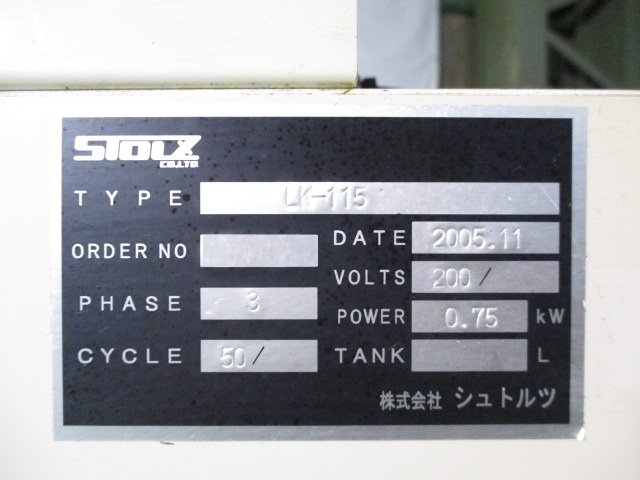 STOLZ
CO.LTD
TYPE LK-115
ORDER NO
DATE 2005.11
VOLTS 200/
PHASE 3
POWER 0.75 kW
CYCLE 50/
TANK L
株式会社 シュトルツ